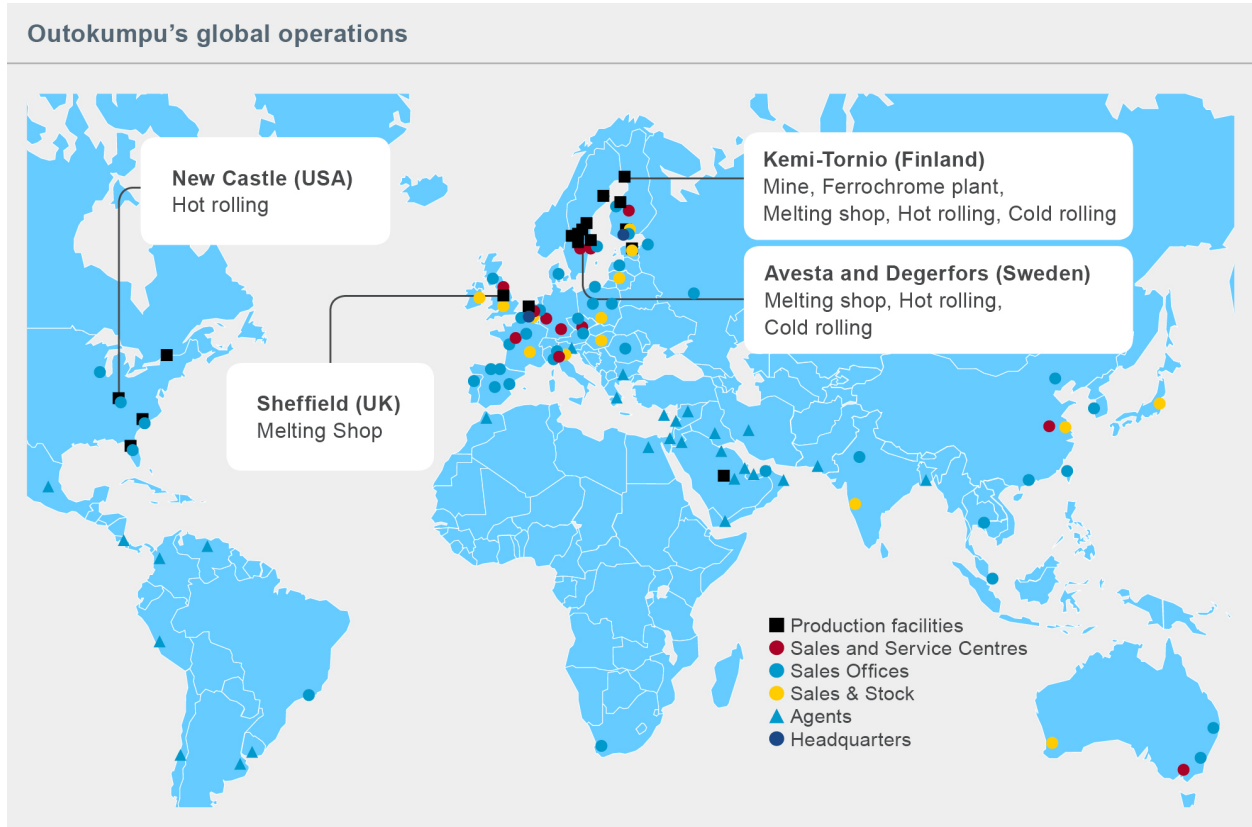 Outokumpu’s global operations
New Castle (USA)
Hot rolling
Kemi-Tornio (Finland)
Mine, Ferrochrome plant,
Melting shop, Hot rolling, Cold rolling
Avesta and Degerfors (Sweden)
Melting shop, Hot rolling,
Cold rolling
Sheffield (UK)
Melting Shop
Production facilities
Sales and Service Centres
Sales Offices
Sales & Stock
Agents
Headquarters